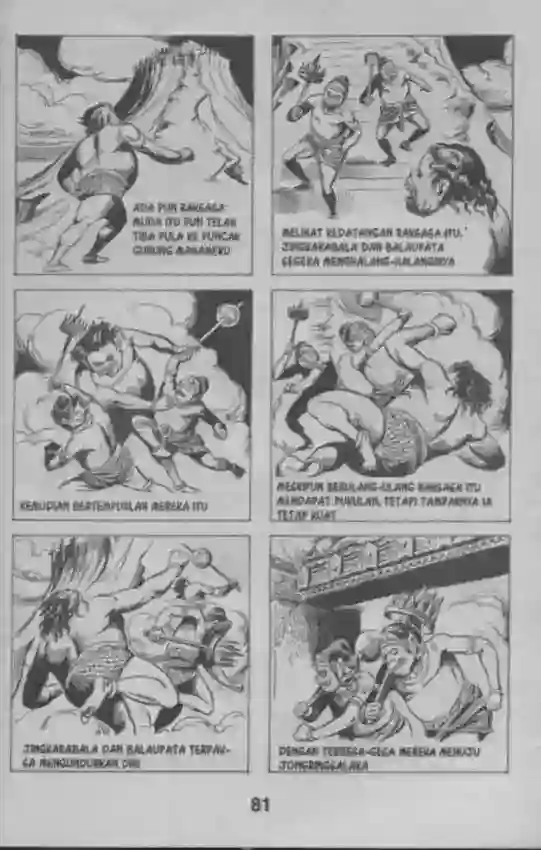 ADA PUN RAKSASA
MUDA ITU PUN TELAH
TIBA PULA KE PUNCAK
GUNUNG MAHAMERU
MELIHAT KEDATANGAN RAKSASA ITU.
JINGKARABALA DAN BALAUPATA
SEGERA MENGHALANG-HALANGINYA
KEMUDIAN BERTEMPURLAH MEREKA ITU
MESKIPUN BERULANG-ULANG RAKSASA ITU
MENDAPAT PUKULAN, TETAPI TAMPAKNYA IA
TETAP KUAT
JINGKARABALA DAN BALAUPATA TERPAK-
SA MENGUNDURKAN DIRI
DENGAN TERGESA-GESA MEREKA MENUJU
JONGRINGSALAKA
81